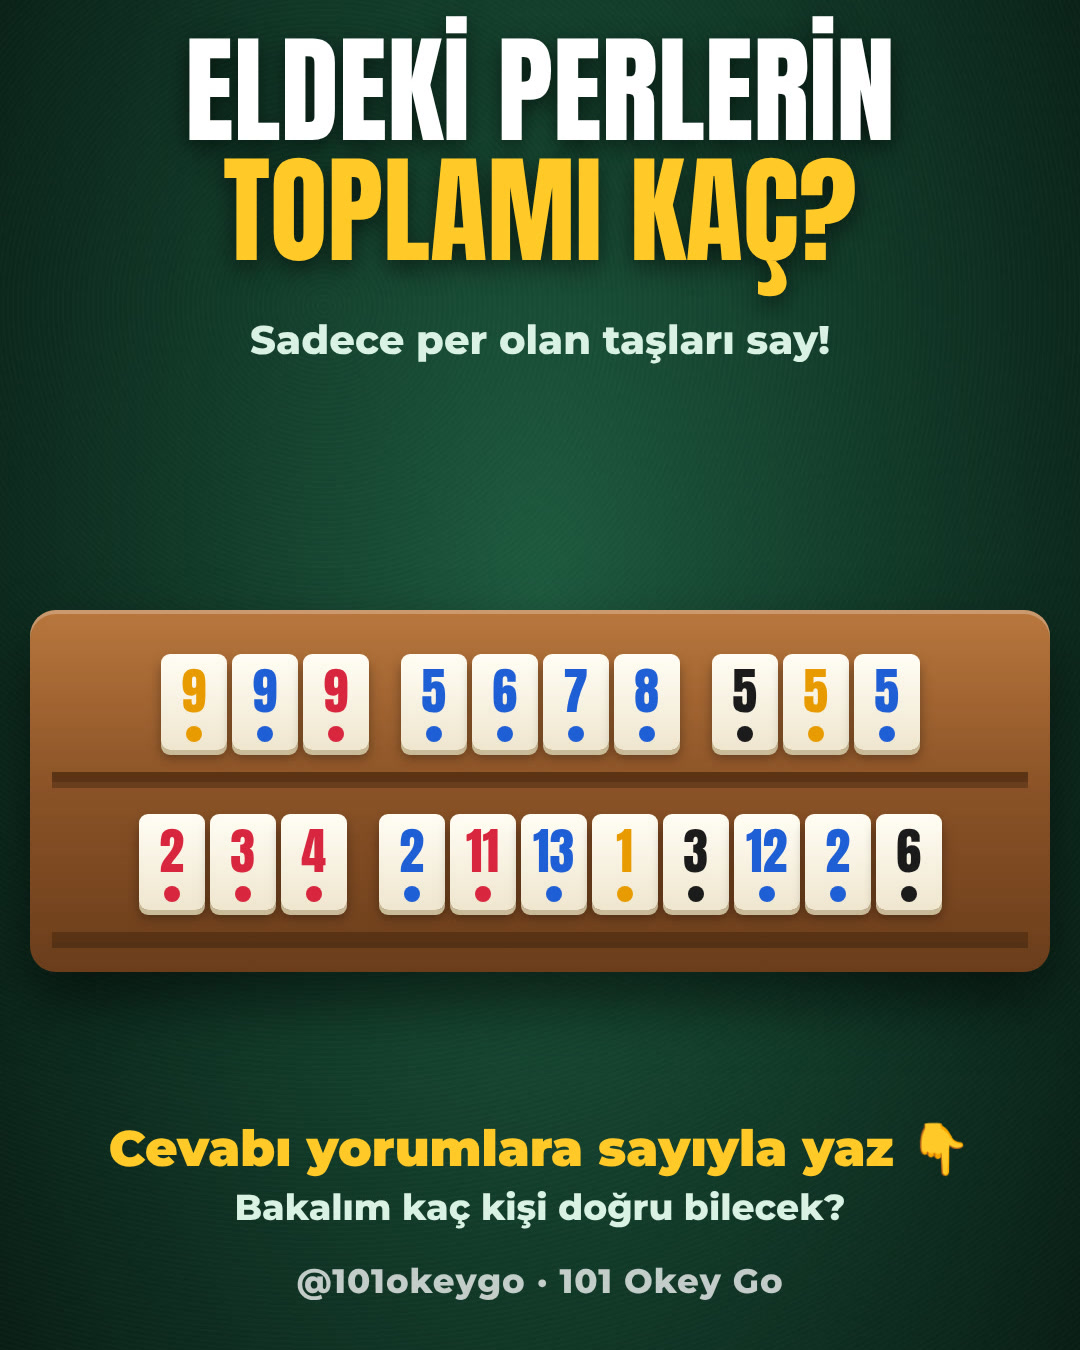 ELDEKİ PERLERİN
TOPLAMI KAÇ?
Sadece per olan taşları say!
9 9 9 5 6 7 8 5 5 5
2 3 4 2 11 13 1 3 12 2 6
Cevabı yorumlara sayıyla yaz 👇
Bakalım kaç kişi doğru bilecek?
@101okeygo · 101 Okey Go